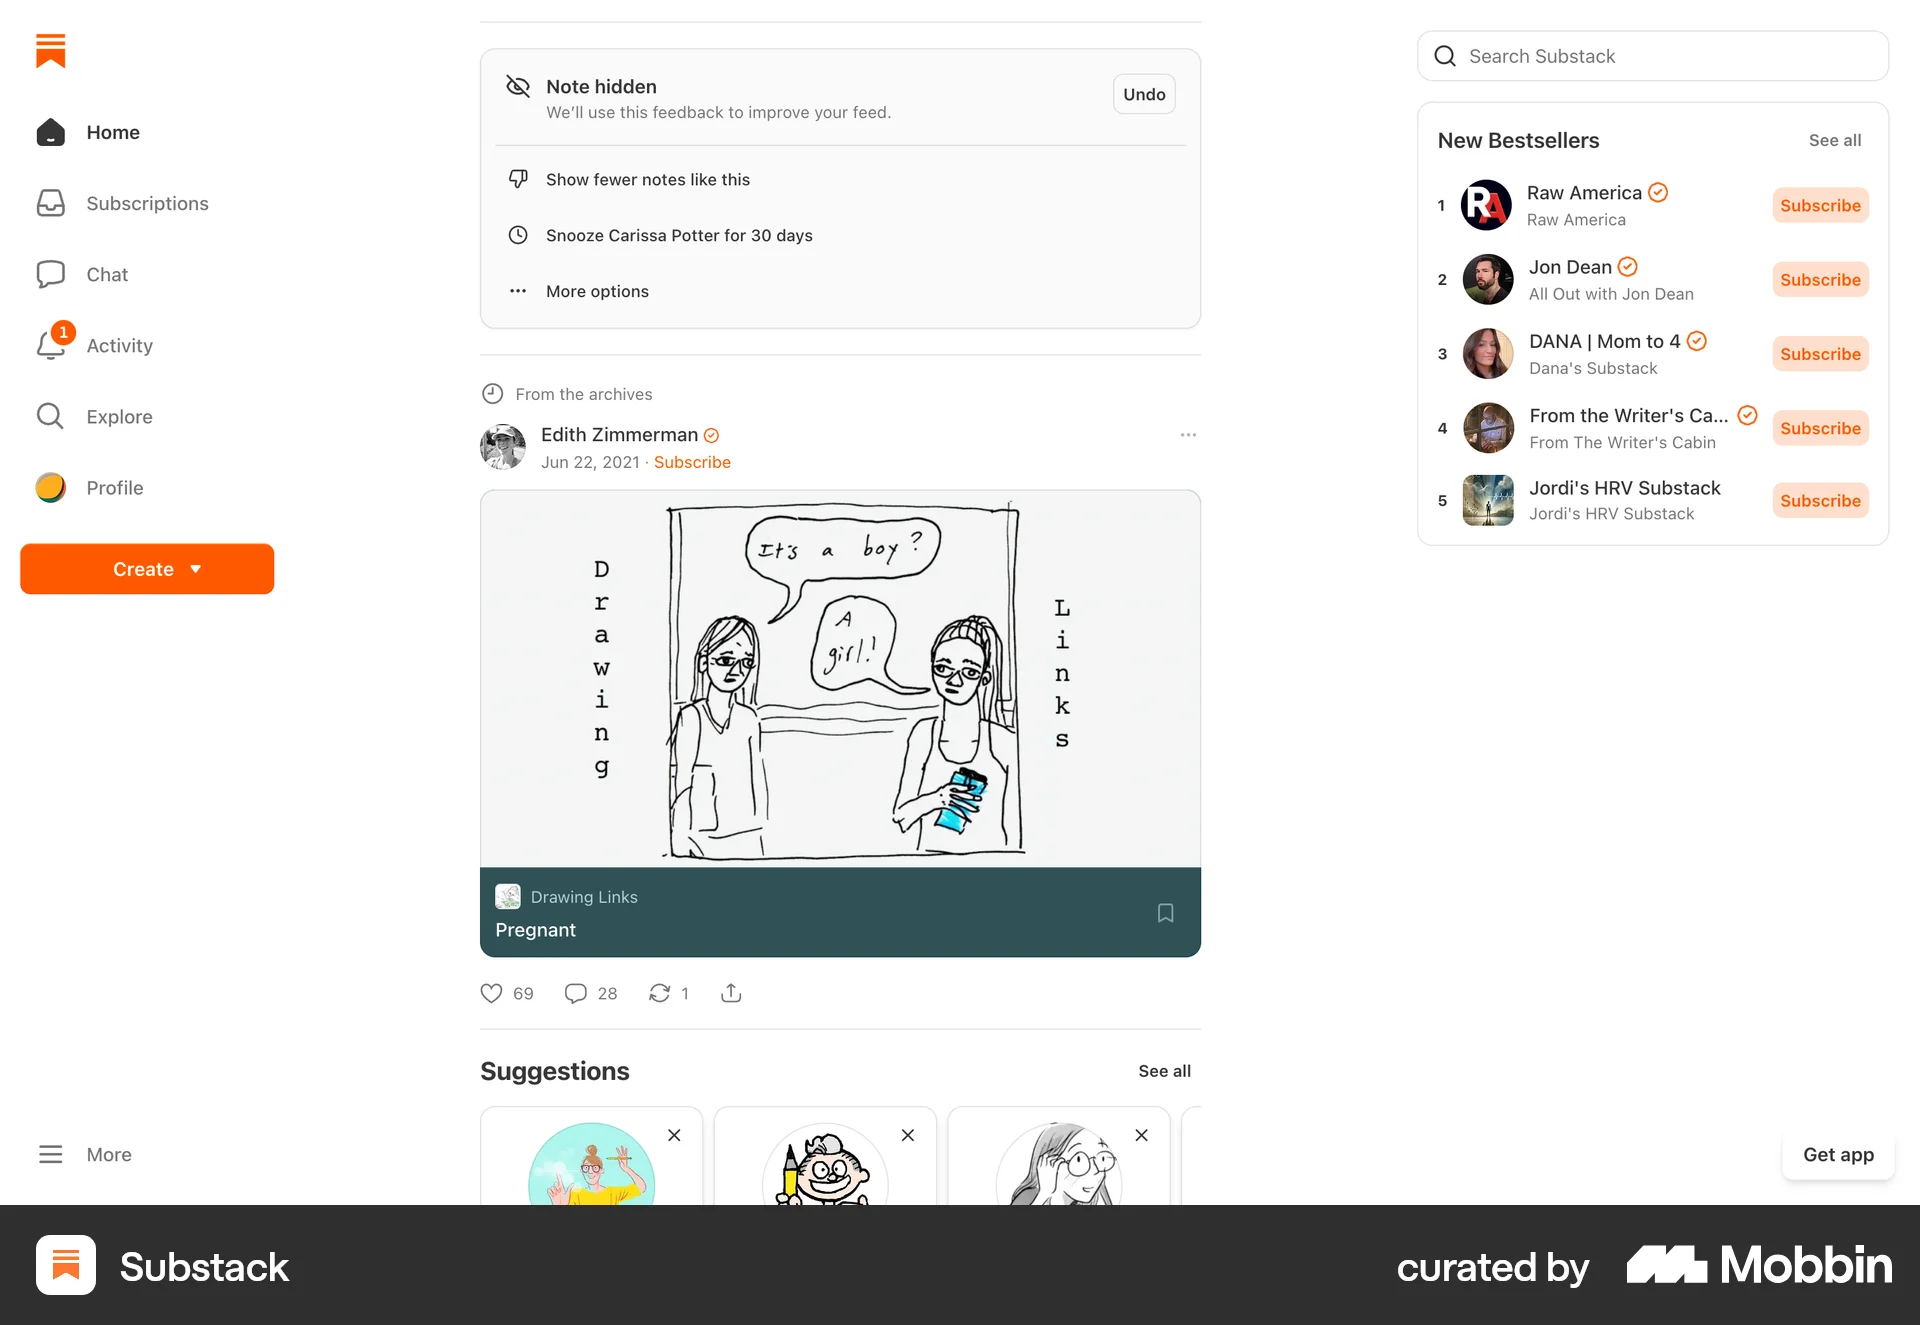 Home
Subscriptions
Chat
1
Activity
Explore
Profile
Create
More
Note hidden
We'll use this feedback to improve your feed.
Undo
Show fewer notes like this
Snooze Carissa Potter for 30 days
More options
From the archives
Edith Zimmerman
Jun 22, 2021 · Subscribe
Drawing
It's a boy?
A
girl!
Links
Drawing Links
Pregnant
69
28
1
Suggestions
See all
Search Substack
New Bestsellers
See all
1
RA
Raw America
Raw America
Subscribe
2
Jon Dean
All Out with Jon Dean
Subscribe
3
DANA | Mom to 4
Dana's Substack
Subscribe
4
From the Writer's Ca...
From The Writer's Cabin
Subscribe
5
Jordi's HRV Substack
Jordi's HRV Substack
Subscribe
Get app
Substack
curated by
Mobbin